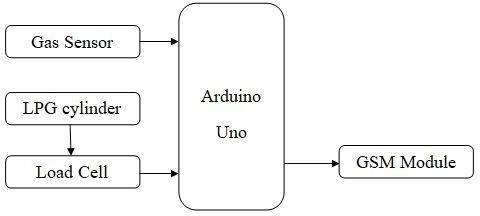 Gas Sensor
LPG cylinder
Load Cell
Arduino
Uno
GSM Module